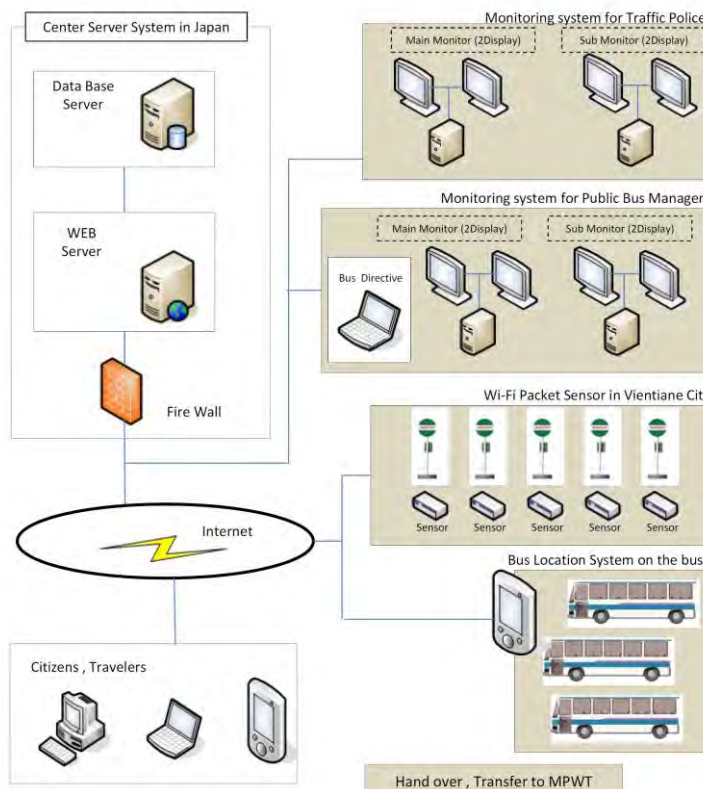 Center Server System in Japan
Data Base
Server
WEB
Server
Fire Wall
Internet
Citizens , Travelers
Monitoring system for Traffic Police
Main Monitor (2Display)
Sub Monitor (2Display)
Monitoring system for Public Bus Manager
Main Monitor (2Display)
Sub Monitor (2Display)
Bus Directive
Wi-Fi Packet Sensor in Vientiane Cit
Sensor
Sensor
Sensor
Sensor
Sensor
Bus Location System on the bus
Hand over , Transfer to MPWT